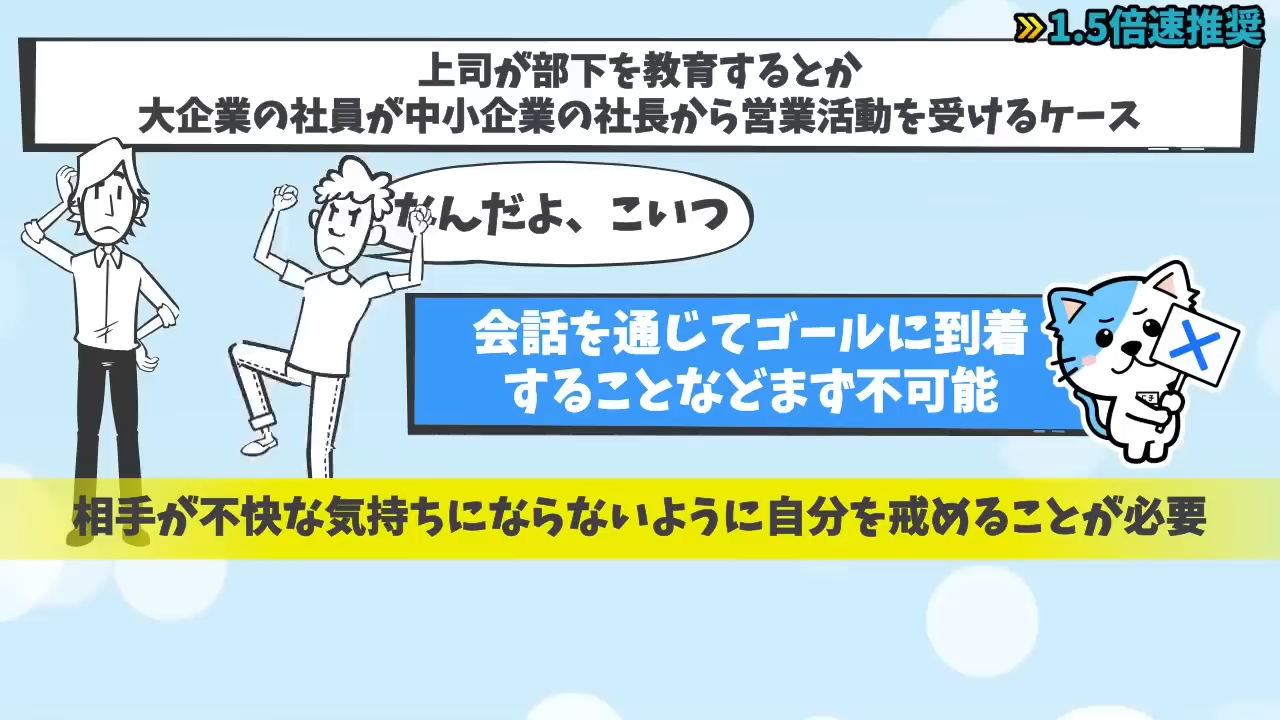 1.5倍速推奨
上司が部下を教育するとか
大企業の社員が中小企業の社長から営業活動を受けるケース
なんだよ、こいつ
会話を通じてゴールに到着
することなどまず不可能
相手が不快な気持ちにならないように自分を戒めることが必要